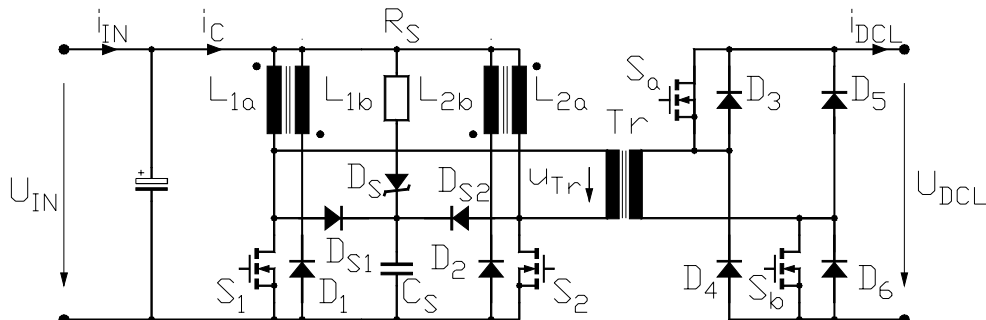 i_IN
i_C
R_S
i_DCL
L_1a
L_1b
L_2b
L_2a
S_a
D_3
D_5
Tr
U_IN
+
D_S
D_S2
u_Tr
U_DCL
D_S1
S_1
D_1
C_S
D_2
S_2
D_4
S_b
D_6